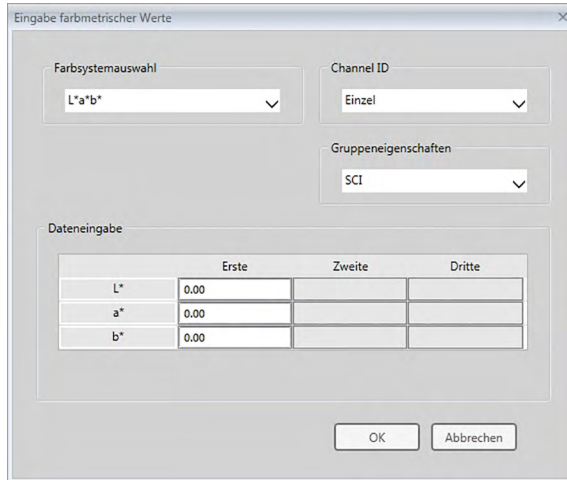 Eingabe farbmetrischer Werte
Farbsystemauswahl
L*a*b*
Channel ID
Einzel
Gruppeneigenschaften
SCI
Dateneingabe
Erste Zweite Dritte
L* 0.00
a* 0.00
b* 0.00
OK Abbrechen